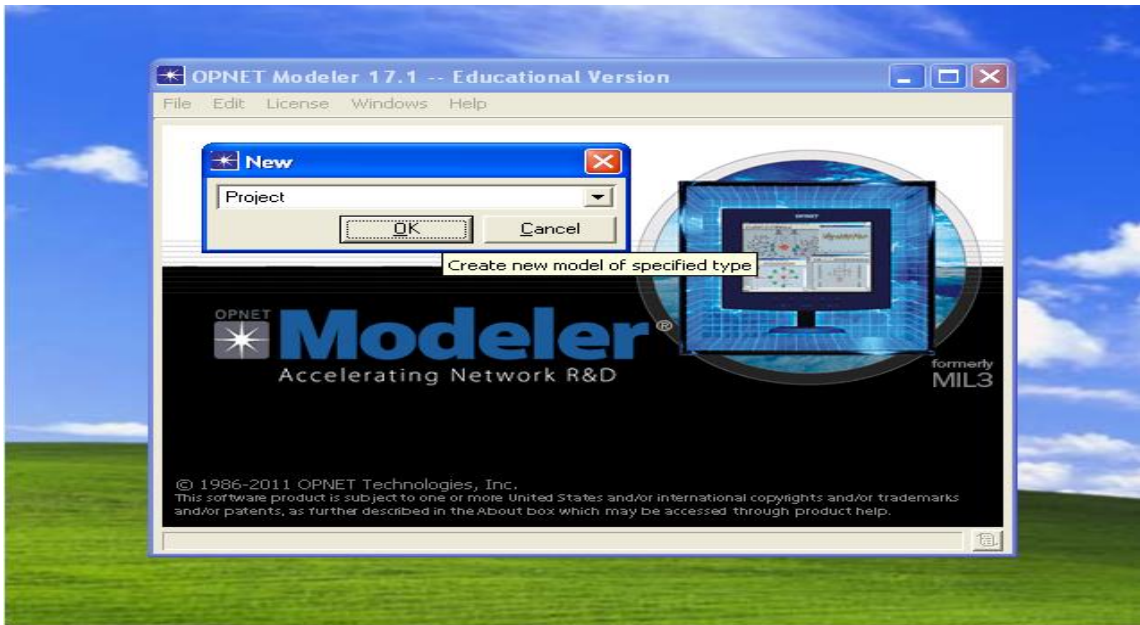 OPNET Modeler 17.1 -- Educational Version
File Edit License Windows Help
New
Project
OK Cancel
Create new model of specified type
OPNET
Modeler®
Accelerating Network R&D
formerly
MIL3
© 1986-2011 OPNET Technologies, Inc.
This software product is subject to one or more United States and/or international copyrights and/or trademarks
and/or patents, as further described in the About box which may be accessed through product help.